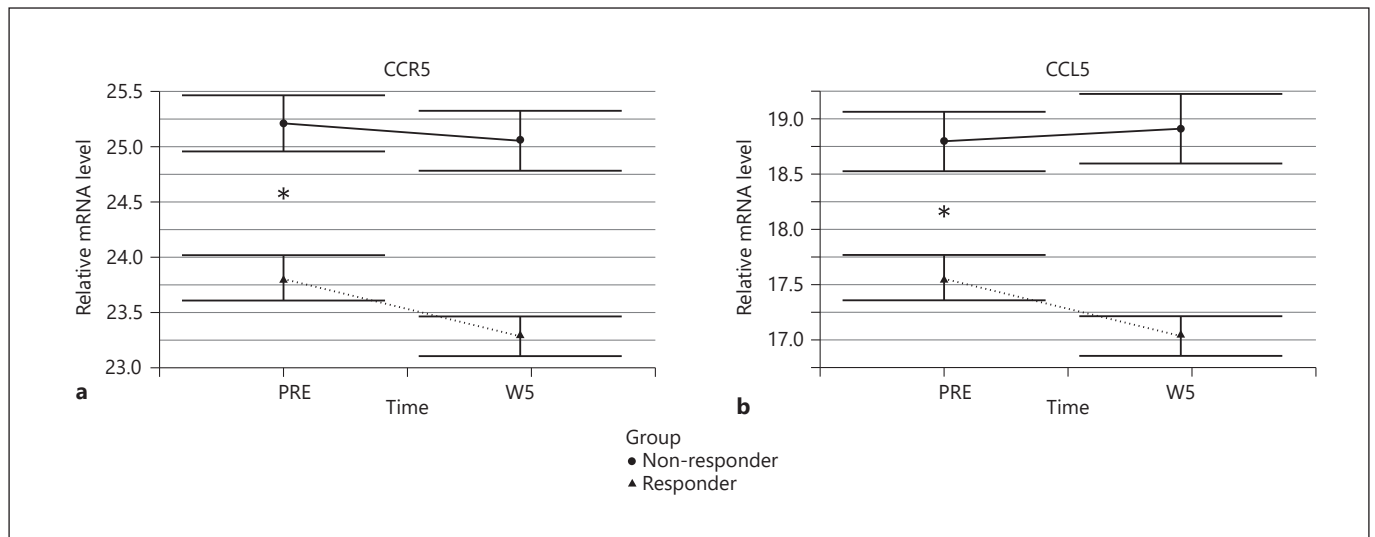 CCR5
25.5
25.0
24.5
24.0
23.5
23.0
Relative mRNA level
*
PRE
W5
Time
a
CCL5
19.0
18.5
18.0
17.5
17.0
Relative mRNA level
*
PRE
W5
Time
b
Group
Non-responder
Responder